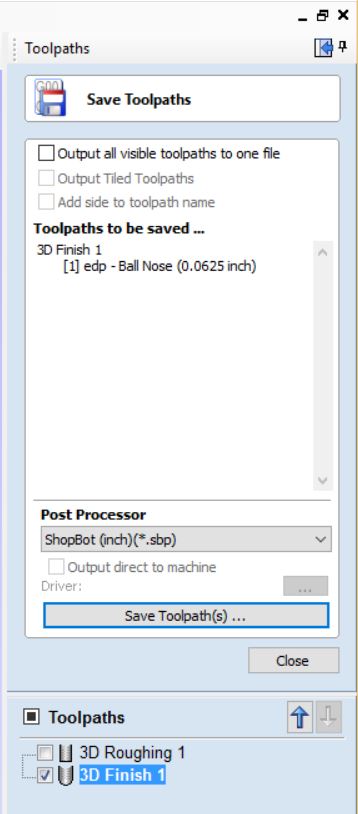 Toolpaths
Save Toolpaths
Output all visible toolpaths to one file
Output Tiled Toolpaths
Add side to toolpath name
Toolpaths to be saved ...
3D Finish 1
[1] edp - Ball Nose (0.0625 inch)
Post Processor
ShopBot (inch)(*.sbp)
Output direct to machine
Driver:
...
Save Toolpath(s) ...
Close
Toolpaths
3D Roughing 1
3D Finish 1